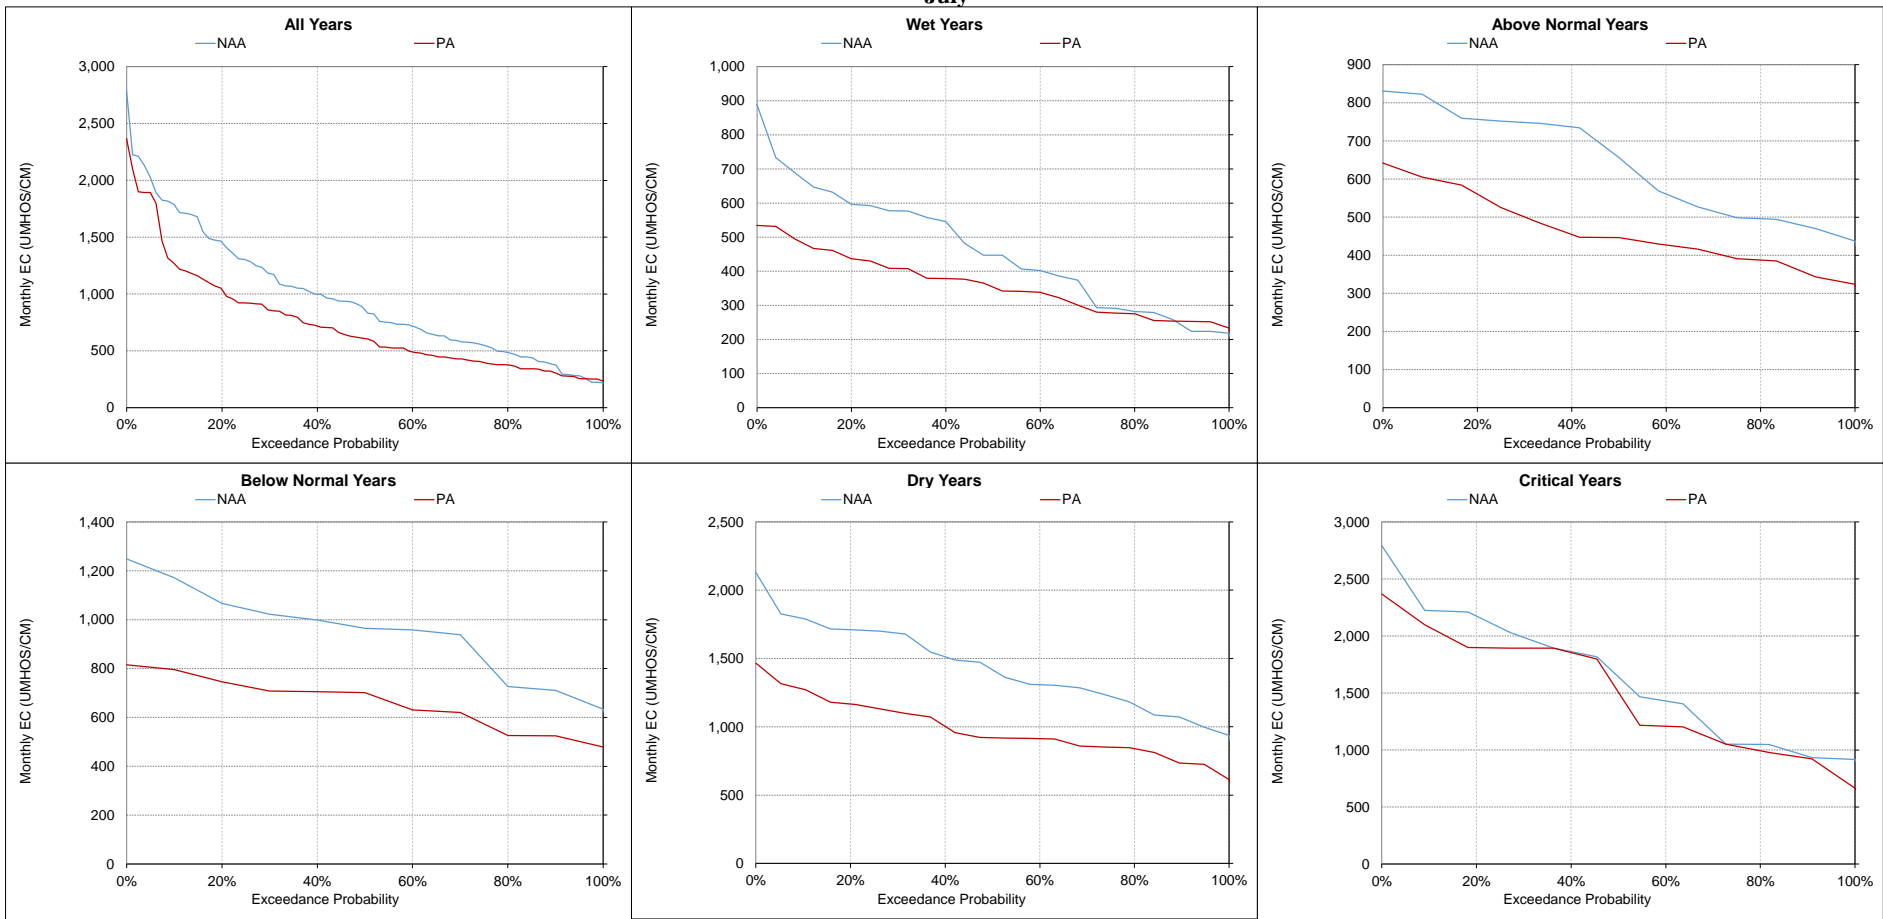 July
All Years
NAA PA
3,000
2,500
2,000
1,500
1,000
500
0
0% 20% 40% 60% 80% 100%
Exceedance Probability
Monthly EC (UMHOS/CM)
Wet Years
NAA PA
1,000
900
800
700
600
500
400
300
200
100
0
0% 20% 40% 60% 80% 100%
Exceedance Probability
Monthly EC (UMHOS/CM)
Above Normal Years
NAA PA
900
800
700
600
500
400
300
200
100
0
0% 20% 40% 60% 80% 100%
Exceedance Probability
Monthly EC (UMHOS/CM)
Below Normal Years
NAA PA
1,400
1,200
1,000
800
600
400
200
0
0% 20% 40% 60% 80% 100%
Exceedance Probability
Monthly EC (UMHOS/CM)
Dry Years
NAA PA
2,500
2,000
1,500
1,000
500
0
0% 20% 40% 60% 80% 100%
Exceedance Probability
Monthly EC (UMHOS/CM)
Critical Years
NAA PA
3,000
2,500
2,000
1,500
1,000
500
0
0% 20% 40% 60% 80% 100%
Exceedance Probability
Monthly EC (UMHOS/CM)